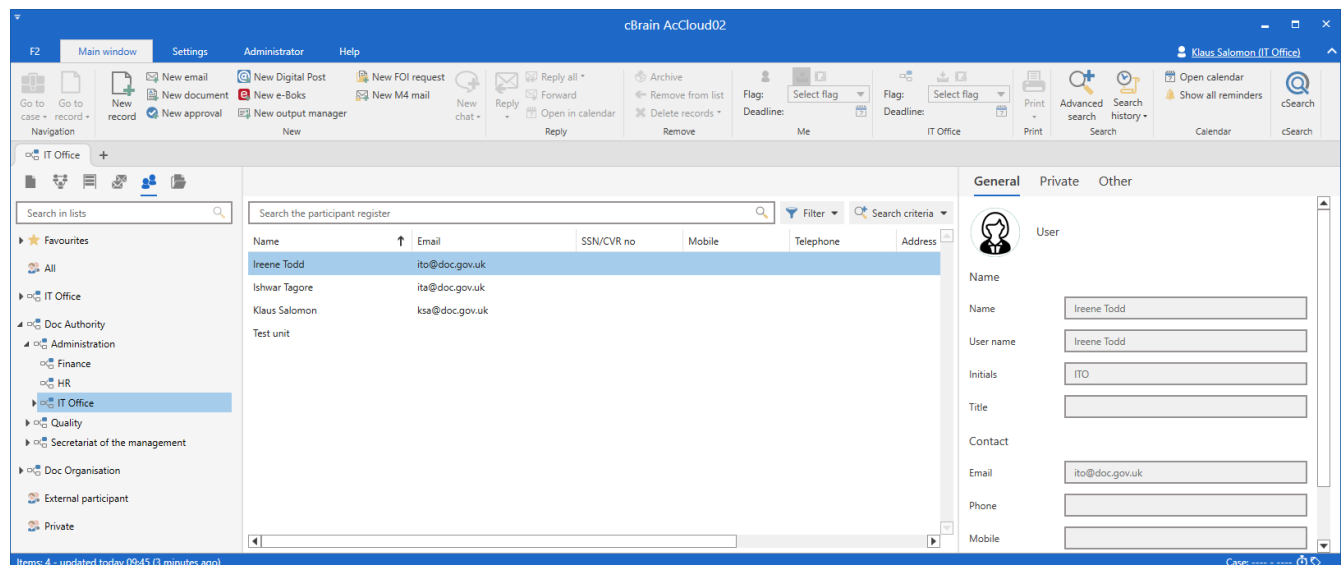 cBrain AcCloud02
F2 Main window Settings Administrator Help Klaus Salomon (IT Office)
Go to case
Go to record
Navigation
New record
New email
New document
New approval
New Digital Post
New e-Boks
New output manager
New FOI request
New M4 mail
New
New chat
Reply
Reply all
Forward
Open in calendar
Reply
Archive
Remove from list
Delete records
Remove
Flag: Select flag
Deadline:
Me
Flag: Select flag
Deadline:
IT Office
Print
Print
Advanced search
Search history
Search
Open calendar
Show all reminders
Calendar
cSearch
cSearch
IT Office +
Search in lists
Favourites
All
IT Office
Doc Authority
Administration
Finance
HR
IT Office
Quality
Secretariat of the management
Doc Organisation
External participant
Private
Search the participant register
Filter
Search criteria
Name Email SSN/CVR no Mobile Telephone Address
Ireene Todd ito@doc.gov.uk
Ishwar Tagore ita@doc.gov.uk
Klaus Salomon ksa@doc.gov.uk
Test unit
General Private Other
User
Name
Name Ireene Todd
User name Ireene Todd
Initials ITO
Title
Contact
Email ito@doc.gov.uk
Phone
Mobile
Items: 4 - updated today 09:45 (3 minutes ago)
Case: ---- - ----